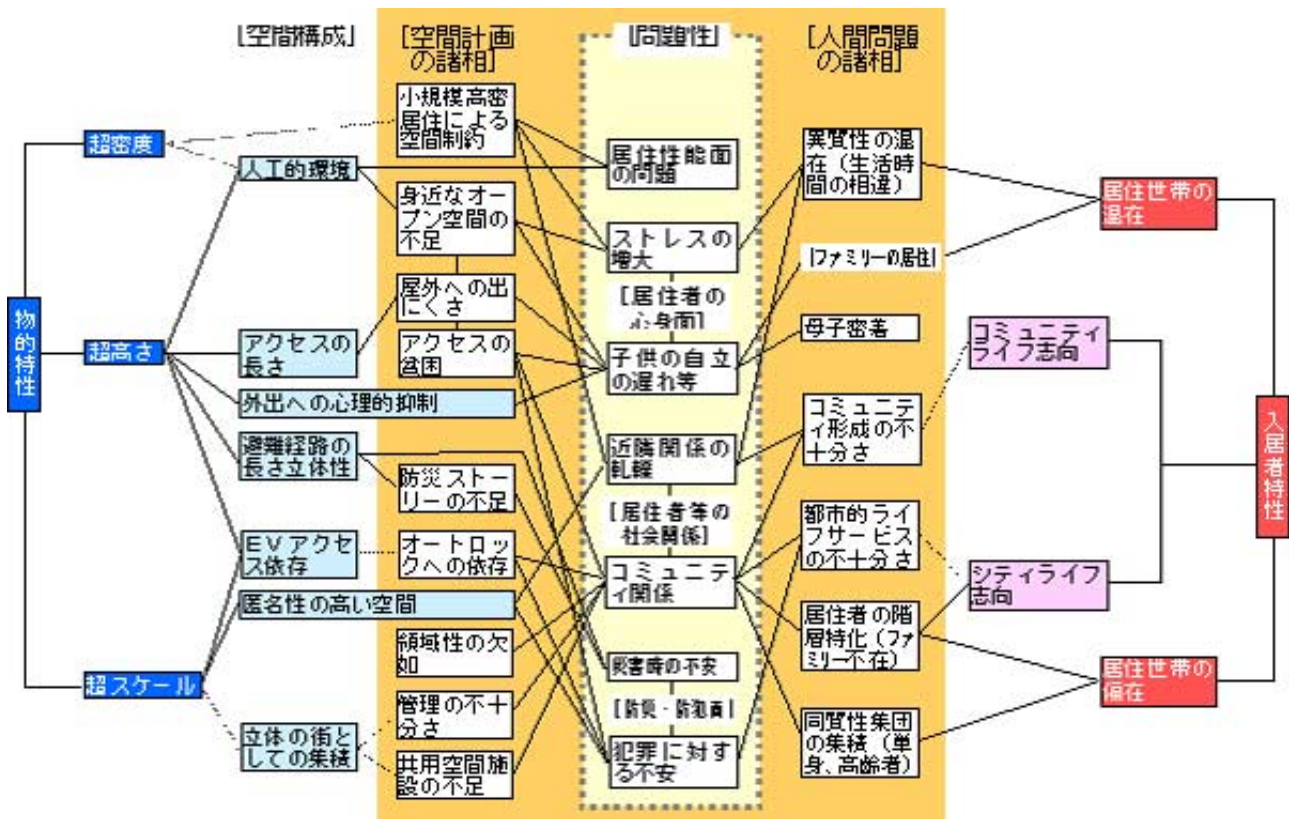 [空間構成]
[空間計画
の諸相]
[問題性]
[人間問題
の諸相]
物的特性
超密度
超高さ
超スケール
人工的環境
アクセスの
長さ
外出への心理的抑制
避難経路の
長さ立体性
EVアクセ
ス依存
匿名性の高い空間
立体の街と
しての集積
小規模高密
居住による
空間制約
身近なオー
プン空間の
不足
屋外への出
にくさ
アクセスの
貧困
防災ストー
リーの不足
オートロッ
クへの依存
領域性の欠
如
管理の不十
分さ
共用空間施
設の不足
居住性能面
の問題
ストレスの
増大
[居住者の
心身面]
子供の自立
の遅れ等
近隣関係の
軋轢
[居住者等の
社会関係]
コミュニテ
ィ関係
災害時の不安
[防災・防犯面]
犯罪に対す
る不安
異質性の混
在（生活時
間の相違）
[ファミリーの居住]
母子密着
コミュニテ
ィ形成の不
十分さ
都市的ライ
フサービス
の不十分さ
居住者の階
層特化（ファ
ミリー不在）
同質性集団
の集積（単
身、高齢者）
コミュニティ
ライフ志向
シティライフ
志向
居住世帯の
混在
居住世帯の
偏在
入居者特性